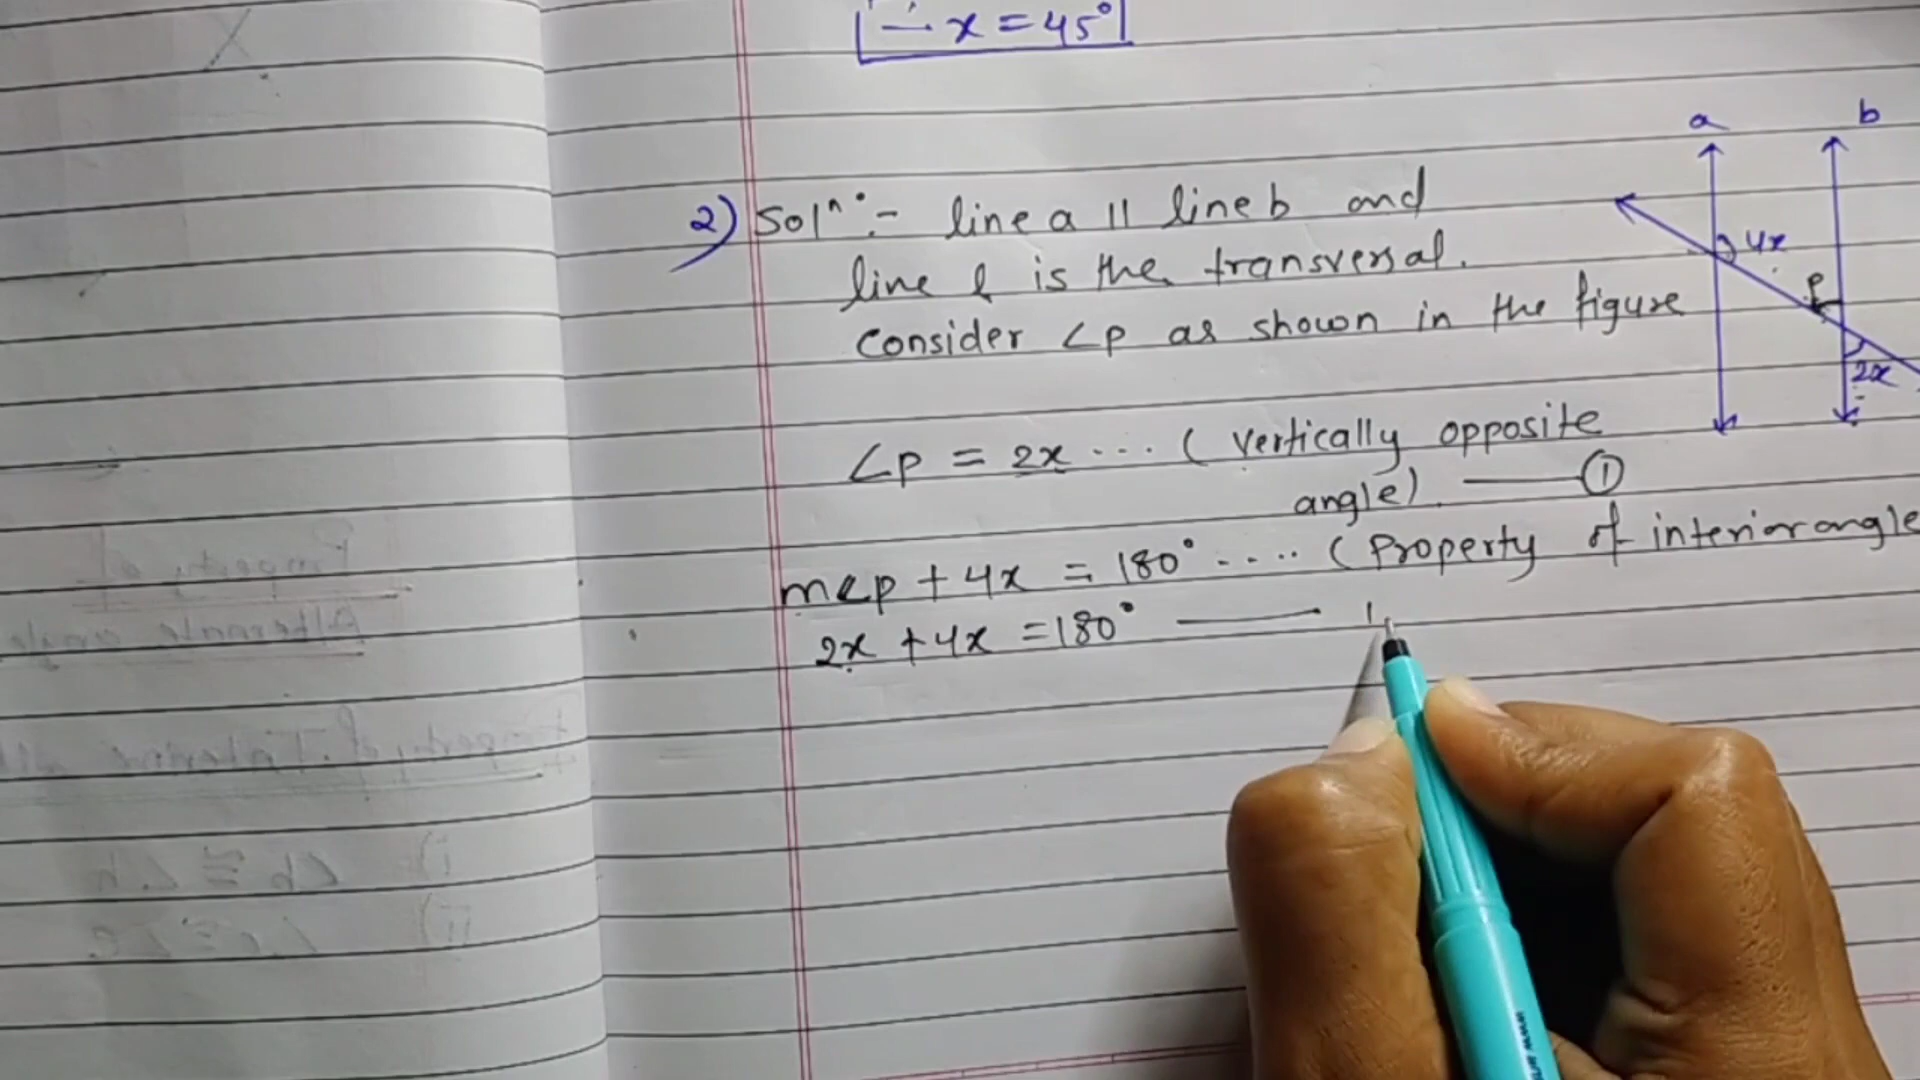 ∴ x = 45°
a
b
2) Solⁿ :- line a || line b and
line l is the transversal.
4x
consider ∠p as shown in the figure
P
2x
∠p = 2x ... ( vertically opposite
angle). —— ①
m∠p + 4x = 180° .... ( Property of interior angle
2x + 4x = 180° ——